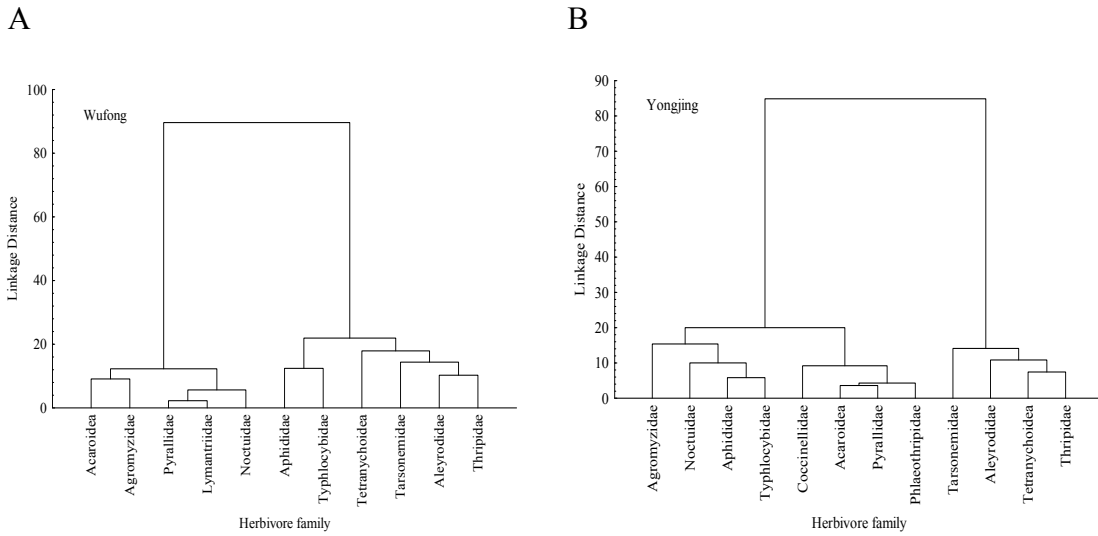 A
Wufong
100
80
60
40
20
0
Linkage Distance
Acaroidea
Agromyzidae
Pyrallidae
Lymantriidae
Noctuidae
Aphididae
Typhlocybidae
Tetranychoidea
Tarsonemidae
Aleyrodidae
Thripidae
Herbivore family
B
Yongjing
90
80
70
60
50
40
30
20
10
0
Linkage Distance
Agromyzidae
Noctuidae
Aphididae
Typhlocybidae
Coccinellidae
Acaroidea
Pyrallidae
Phlaeothripidae
Tarsonemidae
Aleyrodidae
Tetranychoidea
Thripidae
Herbivore family